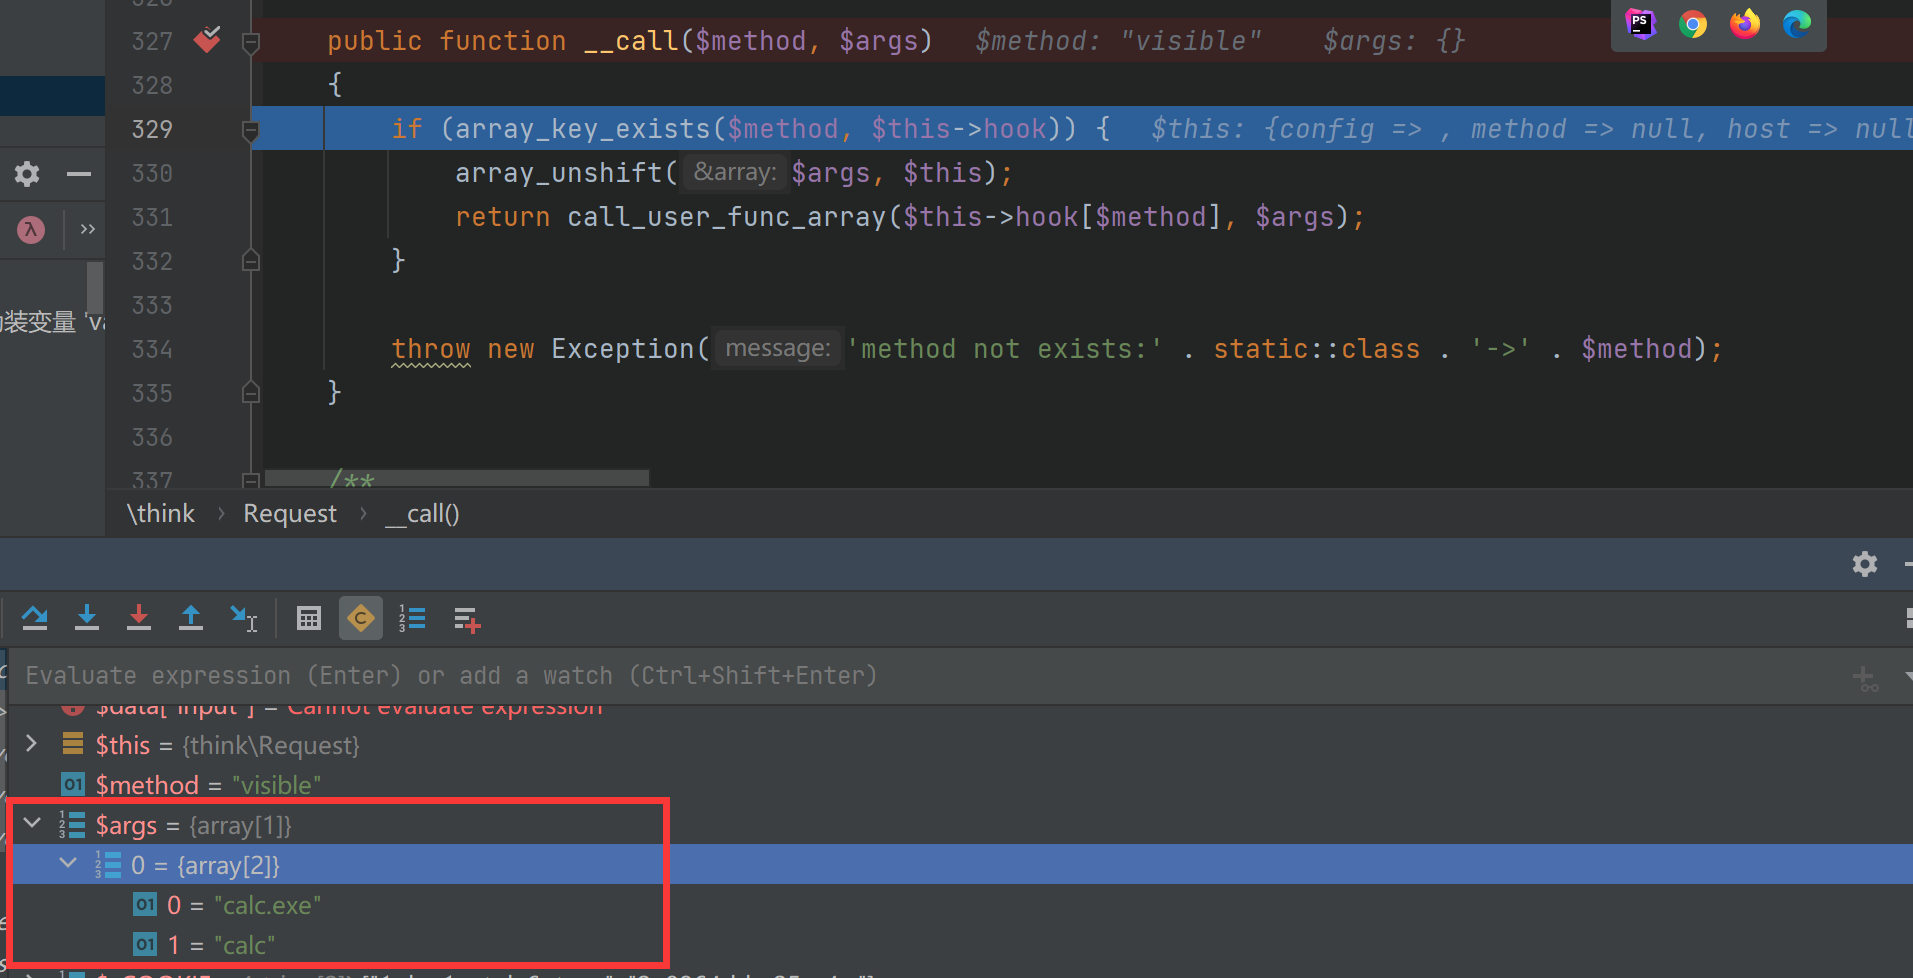 327 public function __call($method, $args) $method: "visible" $args: {}
PS
328 {
329 if (array_key_exists($method, $this->hook)) { $this: {config => , method => null, host => null
330 array_unshift( &array: $args, $this);
331 return call_user_func_array($this->hook[$method], $args);
332 }
333
装变量 'va
334 throw new Exception( message: 'method not exists:' . static::class . '->' . $method);
335 }
336
337 /**
\think › Request › __call()
Evaluate expression (Enter) or add a watch (Ctrl+Shift+Enter)
$data["input"] = Cannot evaluate expression
$this = {think\Request}
$method = "visible"
$args = {array[1]}
0 = {array[2]}
0 = "calc.exe"
1 = "calc"